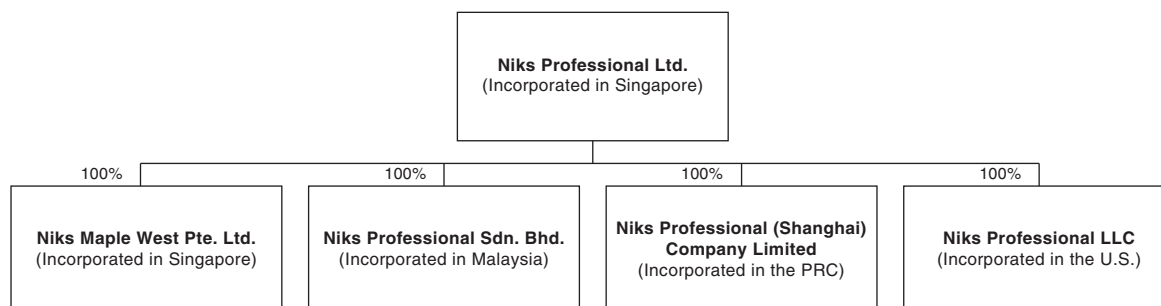 Niks Professional Ltd.
(Incorporated in Singapore)
100%
100%
100%
100%
Niks Maple West Pte. Ltd.
(Incorporated in Singapore)
Niks Professional Sdn. Bhd.
(Incorporated in Malaysia)
Niks Professional (Shanghai)
Company Limited
(Incorporated in the PRC)
Niks Professional LLC
(Incorporated in the U.S.)